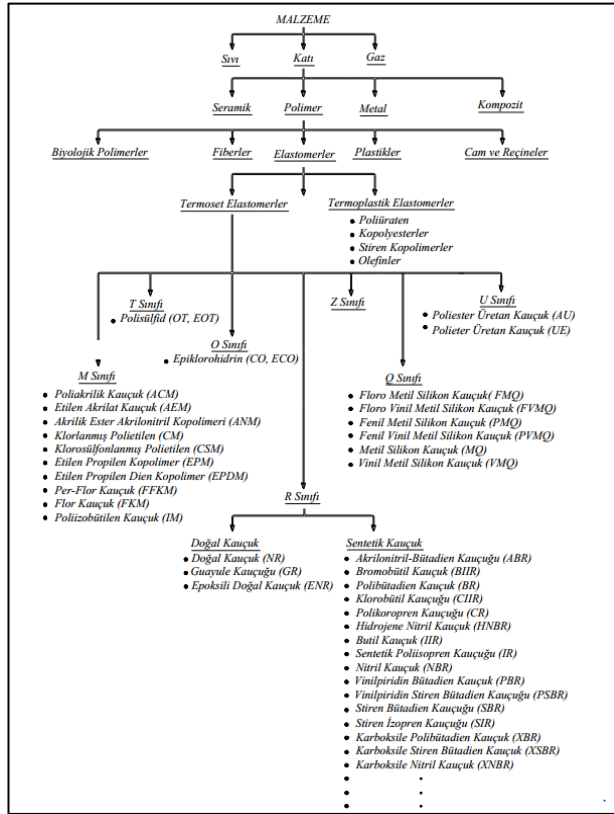 MALZEME
Sıvı Katı Gaz
Seramik Polimer Metal Kompozit
Biyolojik Polimerler Fiberler Elastomerler Plastikler Cam ve Reçineler
Termoset Elastomerler Termoplastik Elastomerler
• Poliüraten
• Kopolyesterler
• Stiren Kopolimerler
• Olefinler
T Sınıfı
• Polisülfid (OT, EOT)
O Sınıfı
• Epiklorohidrin (CO, ECO)
Z Sınıfı
U Sınıfı
• Poliester Üretan Kauçuk (AU)
• Polieter Üretan Kauçuk (UE)
M Sınıfı
• Poliakrilik Kauçuk (ACM)
• Etilen Akrilat Kauçuk (AEM)
• Akrilik Ester Akrilonitril Kopolimeri (ANM)
• Klorlanmış Polietilen (CM)
• Klorosülfonlanmış Polietilen (CSM)
• Etilen Propilen Kopolimer (EPM)
• Etilen Propilen Dien Kopolimer (EPDM)
• Per-Flor Kauçuk (FFKM)
• Flor Kauçuk (FKM)
• Poliizobütilen Kauçuk (IM)
Q Sınıfı
• Floro Metil Silikon Kauçuk( FMQ)
• Floro Vinil Metil Silikon Kauçuk (FVMQ)
• Fenil Metil Silikon Kauçuk (PMQ)
• Fenil Vinil Metil Silikon Kauçuk (PVMQ)
• Metil Silikon Kauçuk (MQ)
• Vinil Metil Silikon Kauçuk (VMQ)
R Sınıfı
Doğal Kauçuk
• Doğal Kauçuk (NR)
• Guayule Kauçuğu (GR)
• Epoksili Doğal Kauçuk (ENR)
Sentetik Kauçuk
• Akrilonitril-Bütadien Kauçuğu (ABR)
• Bromobütil Kauçuk (BIIR)
• Polibütadien Kauçuk (BR)
• Klorobütil Kauçuğu (CIIR)
• Polikoropren Kauçuğu (CR)
• Hidrojene Nitril Kauçuk (HNBR)
• Butil Kauçuk (IIR)
• Sentetik Poliisopren Kauçuğu (IR)
• Nitril Kauçuk (NBR)
• Vinilpiridin Bütadien Kauçuk (PBR)
• Vinilpiridin Stiren Bütadien Kauçuğu (PSBR)
• Stiren Bütadien Kauçuğu (SBR)
• Stiren İzopren Kauçuğu (SIR)
• Karboksile Polibütadien Kauçuk (XBR)
• Karboksile Stiren Bütadien Kauçuk (XSBR)
• Karboksile Nitril Kauçuk (XNBR)